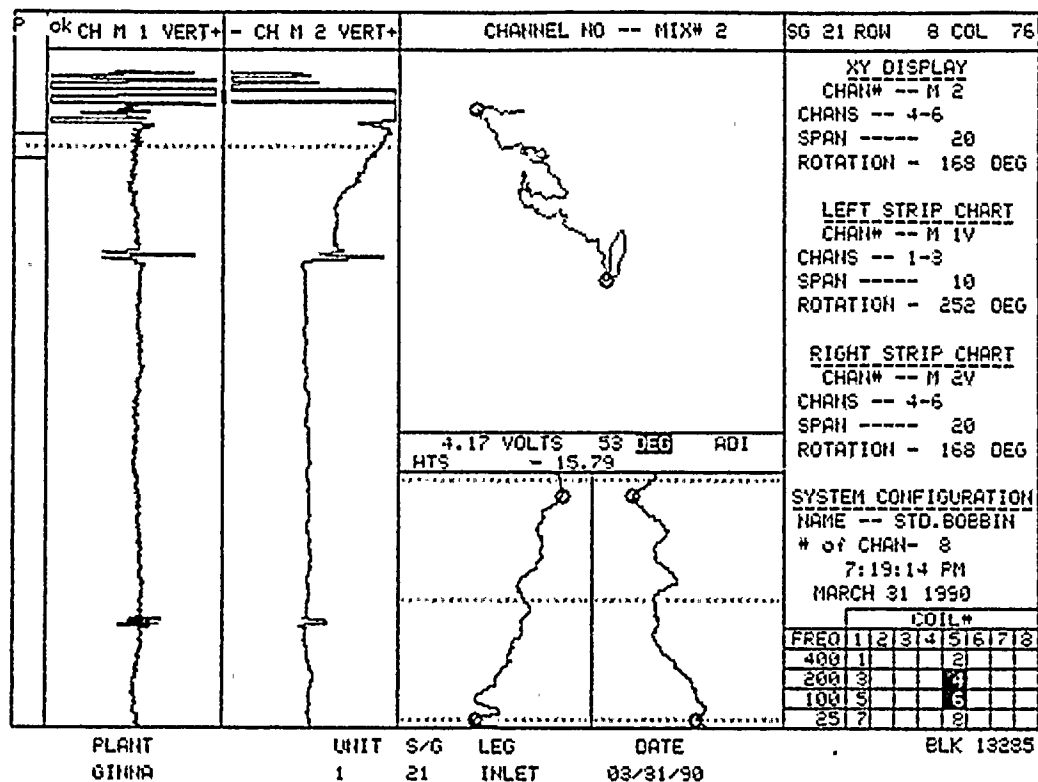 P ok CH M 1 VERT+ - CH M 2 VERT+ CHANNEL NO -- MIX# 2 SG 21 ROW 8 COL 76
XY DISPLAY
CHAN# -- M 2
CHANS -- 4-6
SPAN ----- 20
ROTATION - 168 DEG
LEFT STRIP CHART
CHAN# -- M 1V
CHANS -- 1-3
SPAN ----- 10
ROTATION - 252 DEG
RIGHT STRIP CHART
CHAN# -- M 2V
CHANS -- 4-6
SPAN ----- 20
ROTATION - 168 DEG
4.17 VOLTS 53 DEG ADI
HTS - 15.79
SYSTEM CONFIGURATION
NAME -- STD.BOBBIN
# of CHAN- 8
7:19:14 PM
MARCH 31 1990
COIL#
FREQ 1 2 3 4 5 6 7 8
400 1 2
200 3 4
100 5 6
25 7 8
PLANT UNIT S/G LEG DATE BLK 13285
GINNA 1 21 INLET 03/31/90